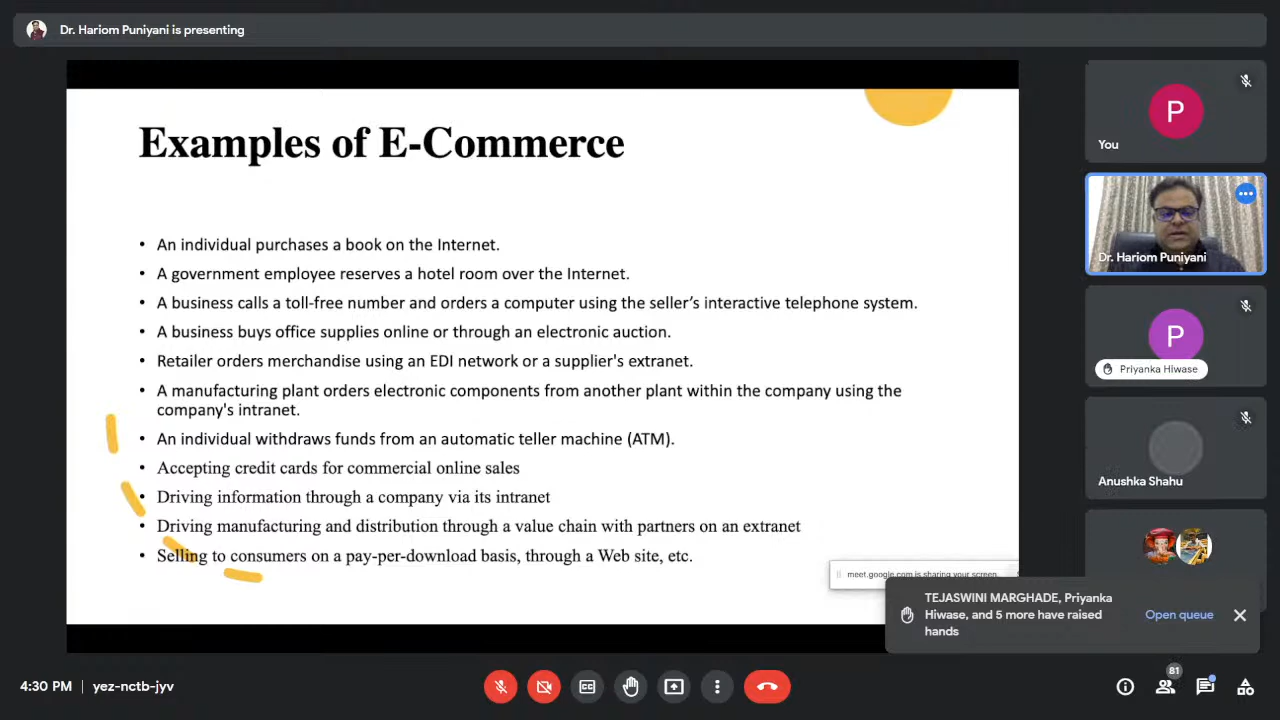 Dr. Hariom Puniyani is presenting
Examples of E-Commerce
• An individual purchases a book on the Internet.
• A government employee reserves a hotel room over the Internet.
• A business calls a toll-free number and orders a computer using the seller's interactive telephone system.
• A business buys office supplies online or through an electronic auction.
• Retailer orders merchandise using an EDI network or a supplier's extranet.
• A manufacturing plant orders electronic components from another plant within the company using the
company's intranet.
• An individual withdraws funds from an automatic teller machine (ATM).
• Accepting credit cards for commercial online sales
• Driving information through a company via its intranet
• Driving manufacturing and distribution through a value chain with partners on an extranet
• Selling to consumers on a pay-per-download basis, through a Web site, etc.
meet.google.com is sharing your screen.
P
You
Dr. Hariom Puniyani
P
Priyanka Hiwase
Anushka Shahu
TEJASWINI MARGHADE, Priyanka
Hiwase, and 5 more have raised
hands
Open queue
4:30 PM | yez-nctb-jyv
81